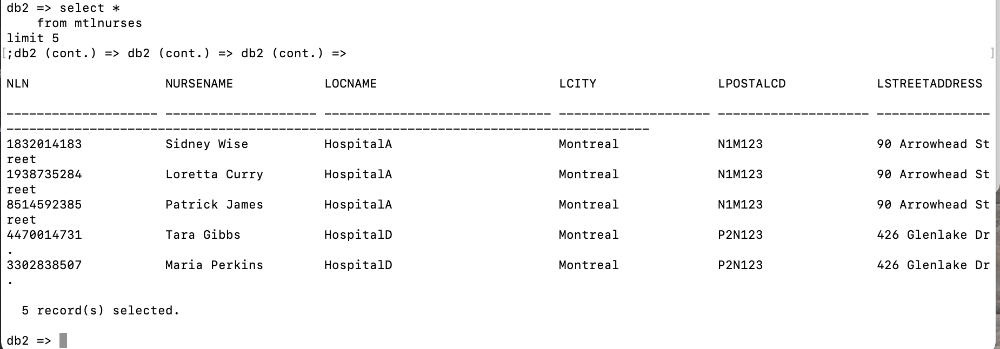 db2 => select *
    from mtlnurses
limit 5
[;db2 (cont.) => db2 (cont.) => db2 (cont.) => ]
NLN                  NURSENAME            LOCNAME                        LCITY                LPOSTALCD            LSTREETADDRESS
-------------------- -------------------- ------------------------------ -------------------- -------------------- ---------------
-------------------------------------------------------------------------------------
1832014183           Sidney Wise          HospitalA                      Montreal             N1M123               90 Arrowhead St
reet
1938735284           Loretta Curry        HospitalA                      Montreal             N1M123               90 Arrowhead St
reet
8514592385           Patrick James        HospitalA                      Montreal             N1M123               90 Arrowhead St
reet
4470014731           Tara Gibbs           HospitalD                      Montreal             P2N123               426 Glenlake Dr
.
3302838507           Maria Perkins        HospitalD                      Montreal             P2N123               426 Glenlake Dr
.
  5 record(s) selected.
db2 =>